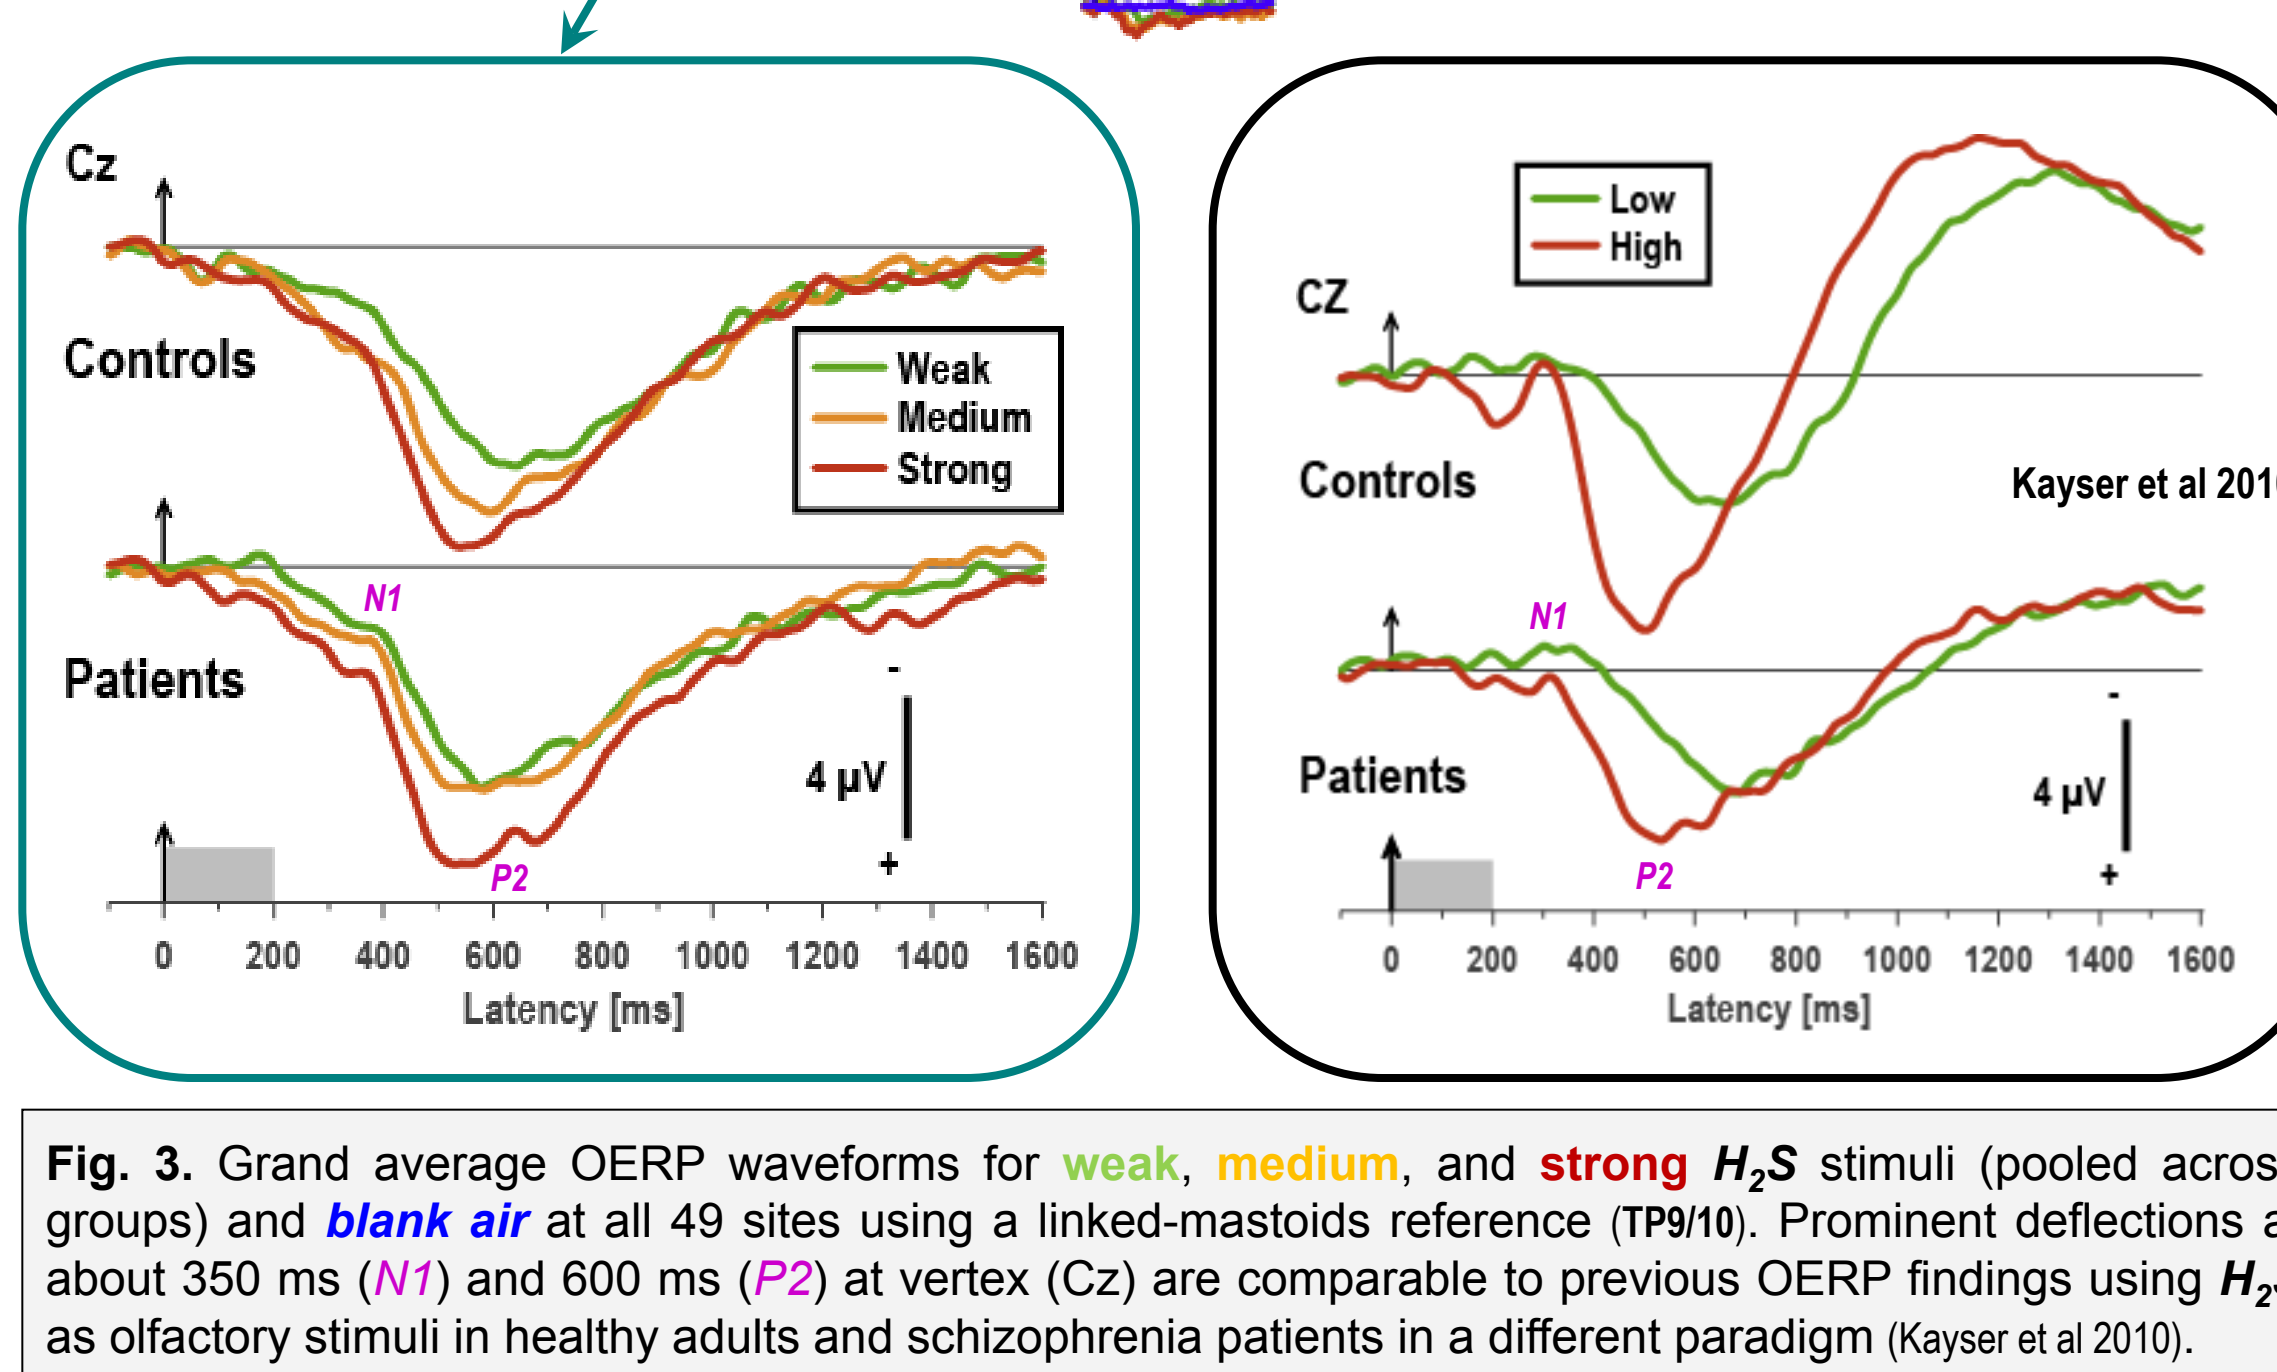 Cz
Controls
Weak
Medium
Strong
N1
Patients
-
4 µV
+
P2
0 200 400 600 800 1000 1200 1400 1600
Latency [ms]
Low
High
CZ
Controls
Kayser et al 201
N1
Patients
-
4 µV
+
P2
0 200 400 600 800 1000 1200 1400 1600
Latency [ms]
Fig. 3. Grand average OERP waveforms for weak, medium, and strong H₂S stimuli (pooled acros
groups) and blank air at all 49 sites using a linked-mastoids reference (TP9/10). Prominent deflections a
about 350 ms (N1) and 600 ms (P2) at vertex (Cz) are comparable to previous OERP findings using H₂
as olfactory stimuli in healthy adults and schizophrenia patients in a different paradigm (Kayser et al 2010).